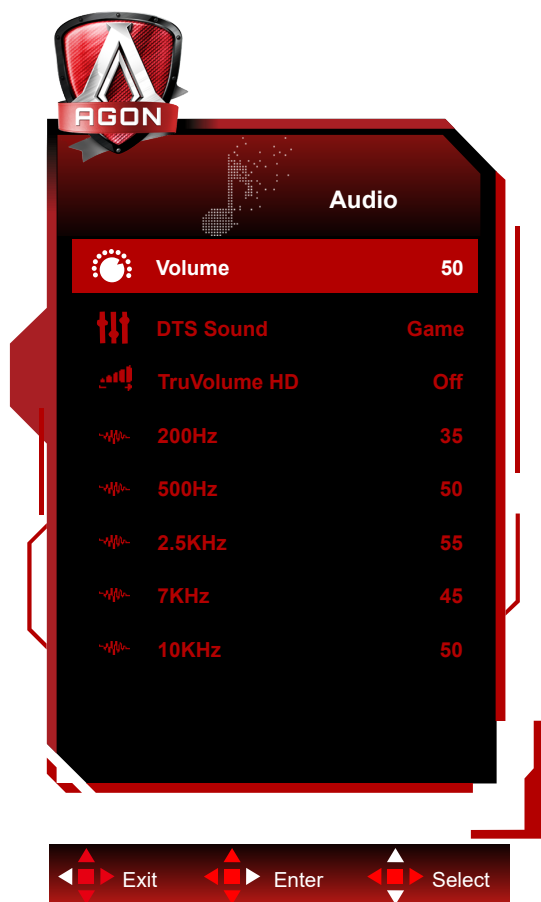 AGON
Audio
Volume 50
DTS Sound Game
TruVolume HD Off
200Hz 35
500Hz 50
2.5KHz 55
7KHz 45
10KHz 50
Exit Enter Select